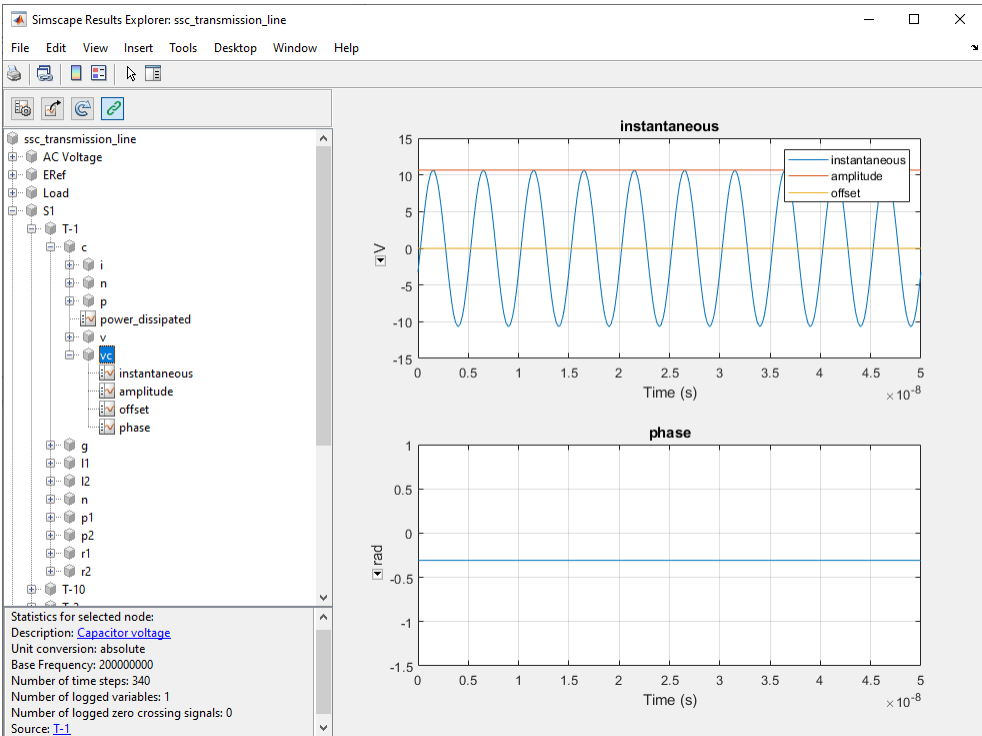 Simscape Results Explorer: ssc_transmission_line
File Edit View Insert Tools Desktop Window Help
ssc_transmission_line
AC Voltage
ERef
Load
S1
T-1
c
i
n
p
power_dissipated
v
vc
instantaneous
amplitude
offset
phase
g
l1
l2
n
p1
p2
r1
r2
T-10
Statistics for selected node:
Description: Capacitor voltage
Unit conversion: absolute
Base Frequency: 200000000
Number of time steps: 340
Number of logged variables: 1
Number of logged zero crossing signals: 0
Source: T-1
instantaneous
15
10
5
0
-5
-10
-15
V
instantaneous
amplitude
offset
0 0.5 1 1.5 2 2.5 3 3.5 4 4.5 5
Time (s)
×10-8
phase
1
0.5
0
-0.5
-1
-1.5
rad
0 0.5 1 1.5 2 2.5 3 3.5 4 4.5 5
Time (s)
×10-8